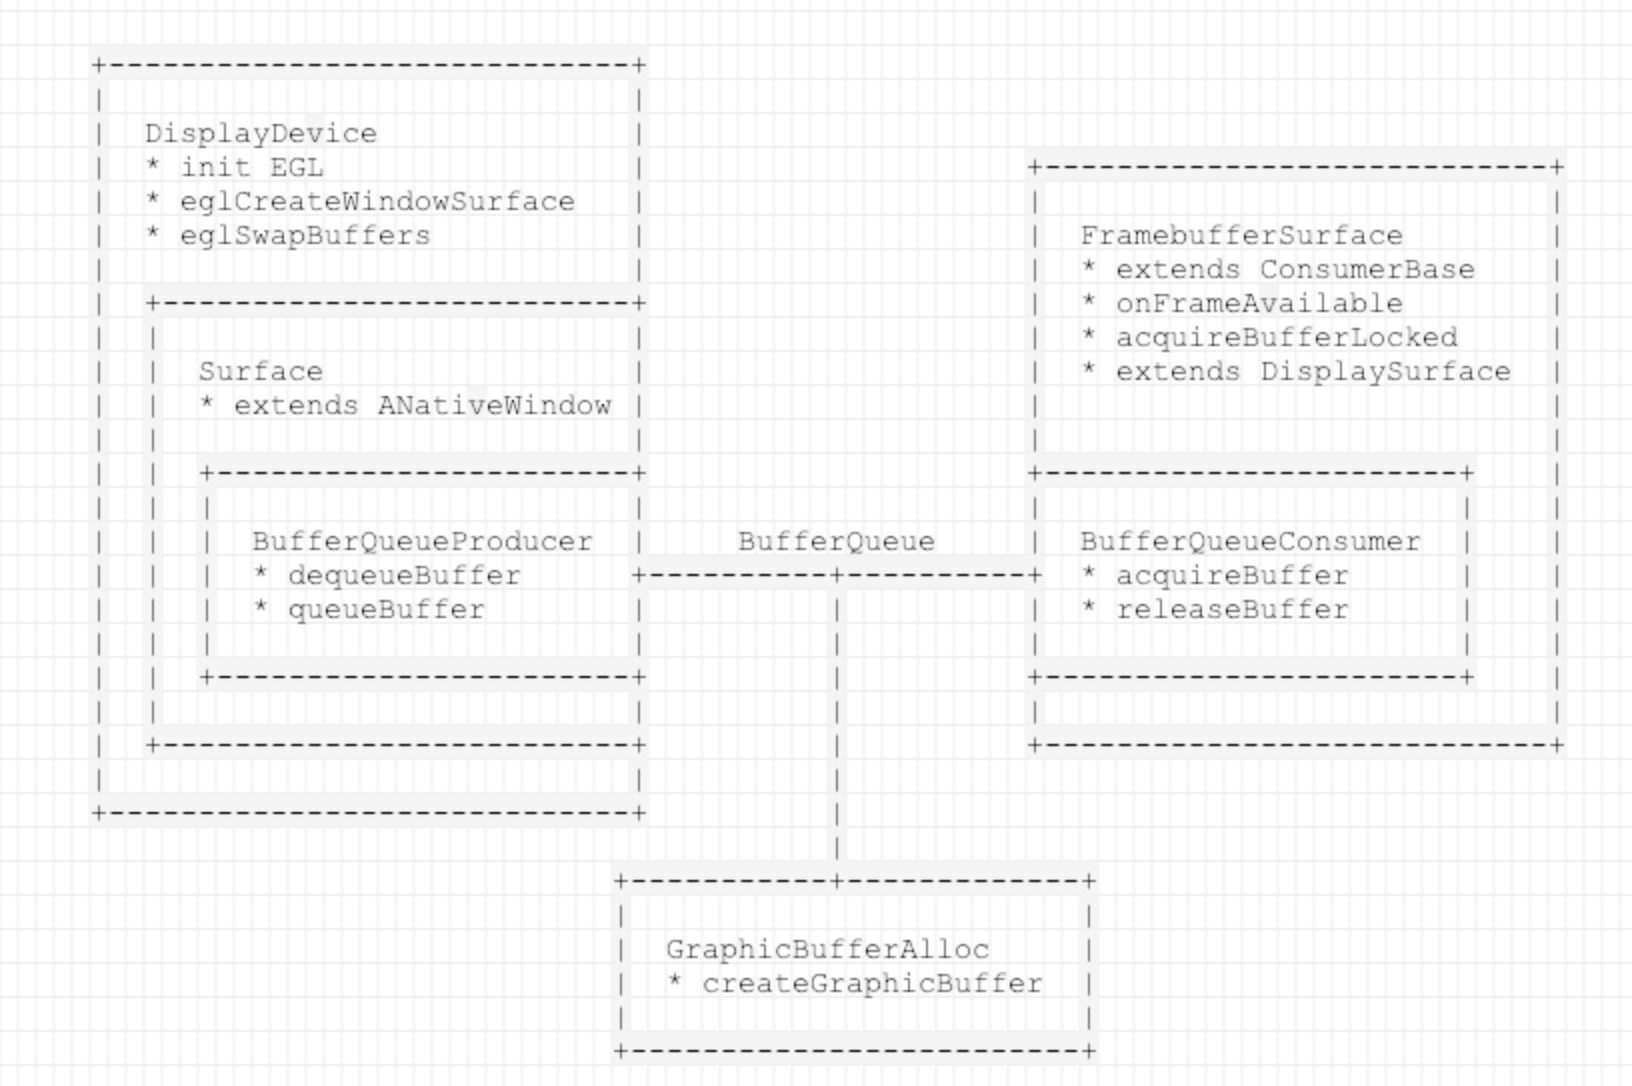 DisplayDevice
* init EGL
* eglCreateWindowSurface
* eglSwapBuffers
Surface
* extends ANativeWindow
BufferQueueProducer
* dequeueBuffer
* queueBuffer
BufferQueue
FramebufferSurface
* extends ConsumerBase
* onFrameAvailable
* acquireBufferLocked
* extends DisplaySurface
BufferQueueConsumer
* acquireBuffer
* releaseBuffer
GraphicBufferAlloc
* createGraphicBuffer